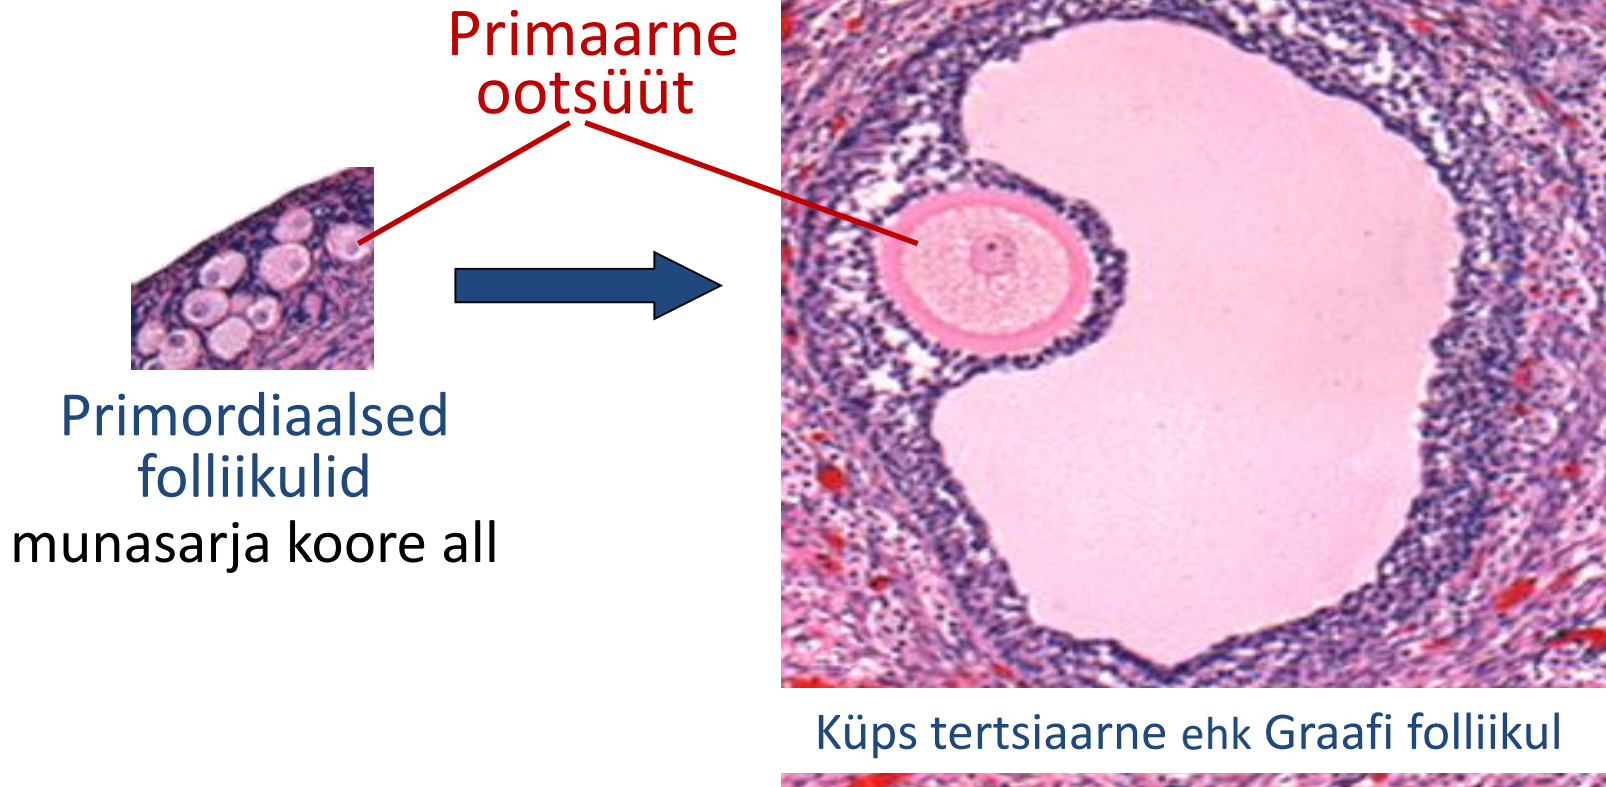 Primaarne
ootsüüt
Primordiaalsed
folliikulid
munasarja koore all
Küps tertsiaarne ehk Graafi folliikul